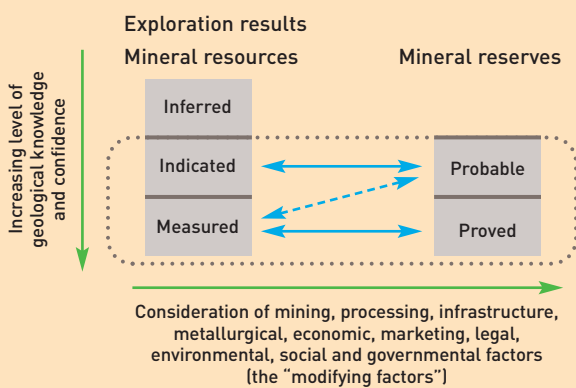 Exploration results
Mineral resources
Mineral reserves
Increasing level of
geological knowledge
and confidence
Inferred
Indicated
Measured
Probable
Proved
Consideration of mining, processing, infrastructure,
metallurgical, economic, marketing, legal,
environmental, social and governmental factors
(the “modifying factors”)